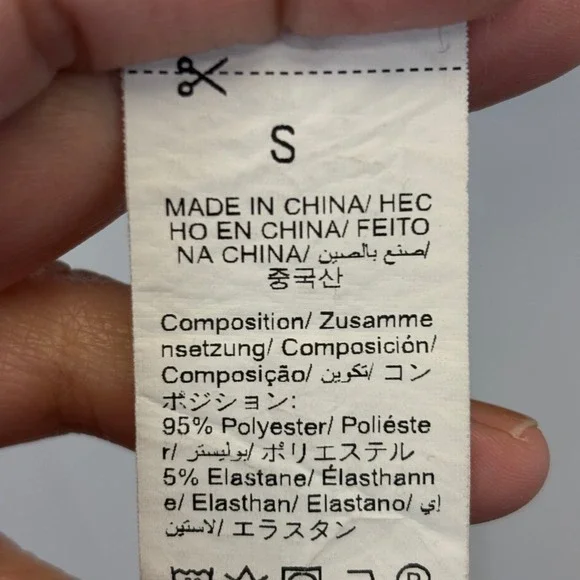 S
MADE IN CHINA/ HEC
HO EN CHINA/ FEITO
NA CHINA/ صنع بالصين/
중국산
Composition/ Zusamme
nsetzung/ Composición/
Composição/ تكوين/ コン
ポジション:
95% Polyester/ Poliéste
r/ بوليستر/ ポリエステル
5% Elastane/ Élasthann
e/ Elasthan/ Elastano/ إي
لاستين/ エラスタン
P